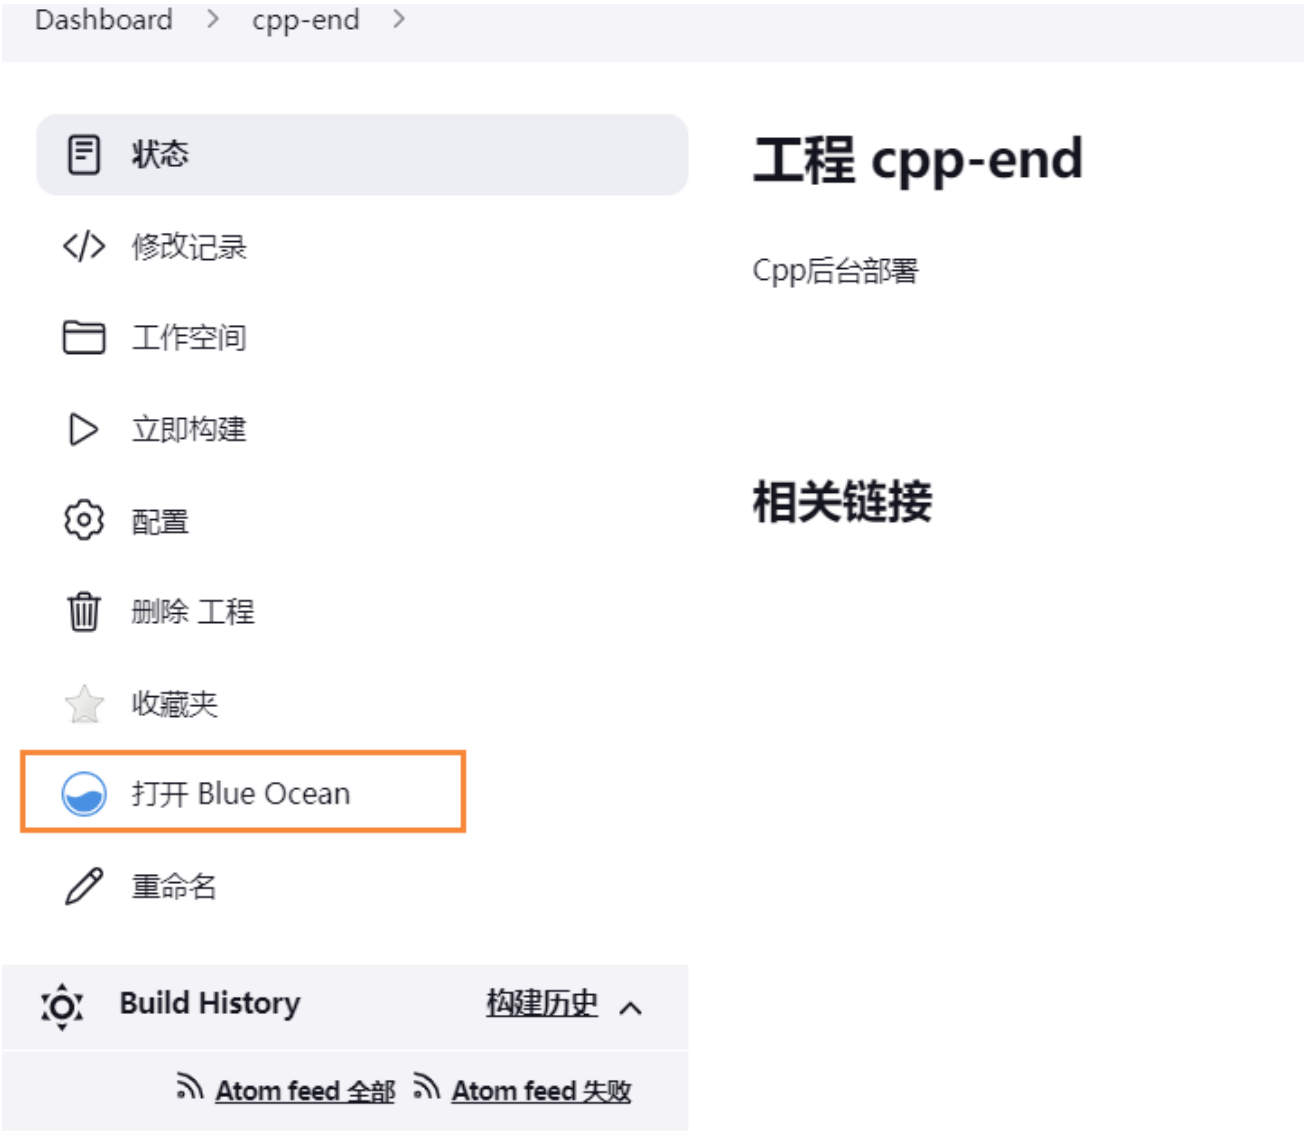 Dashboard > cpp-end >
状态
修改记录
工作空间
立即构建
配置
删除 工程
收藏夹
打开 Blue Ocean
重命名
Build History 构建历史
Atom feed 全部 Atom feed 失败
工程 cpp-end
Cpp后台部署
相关链接